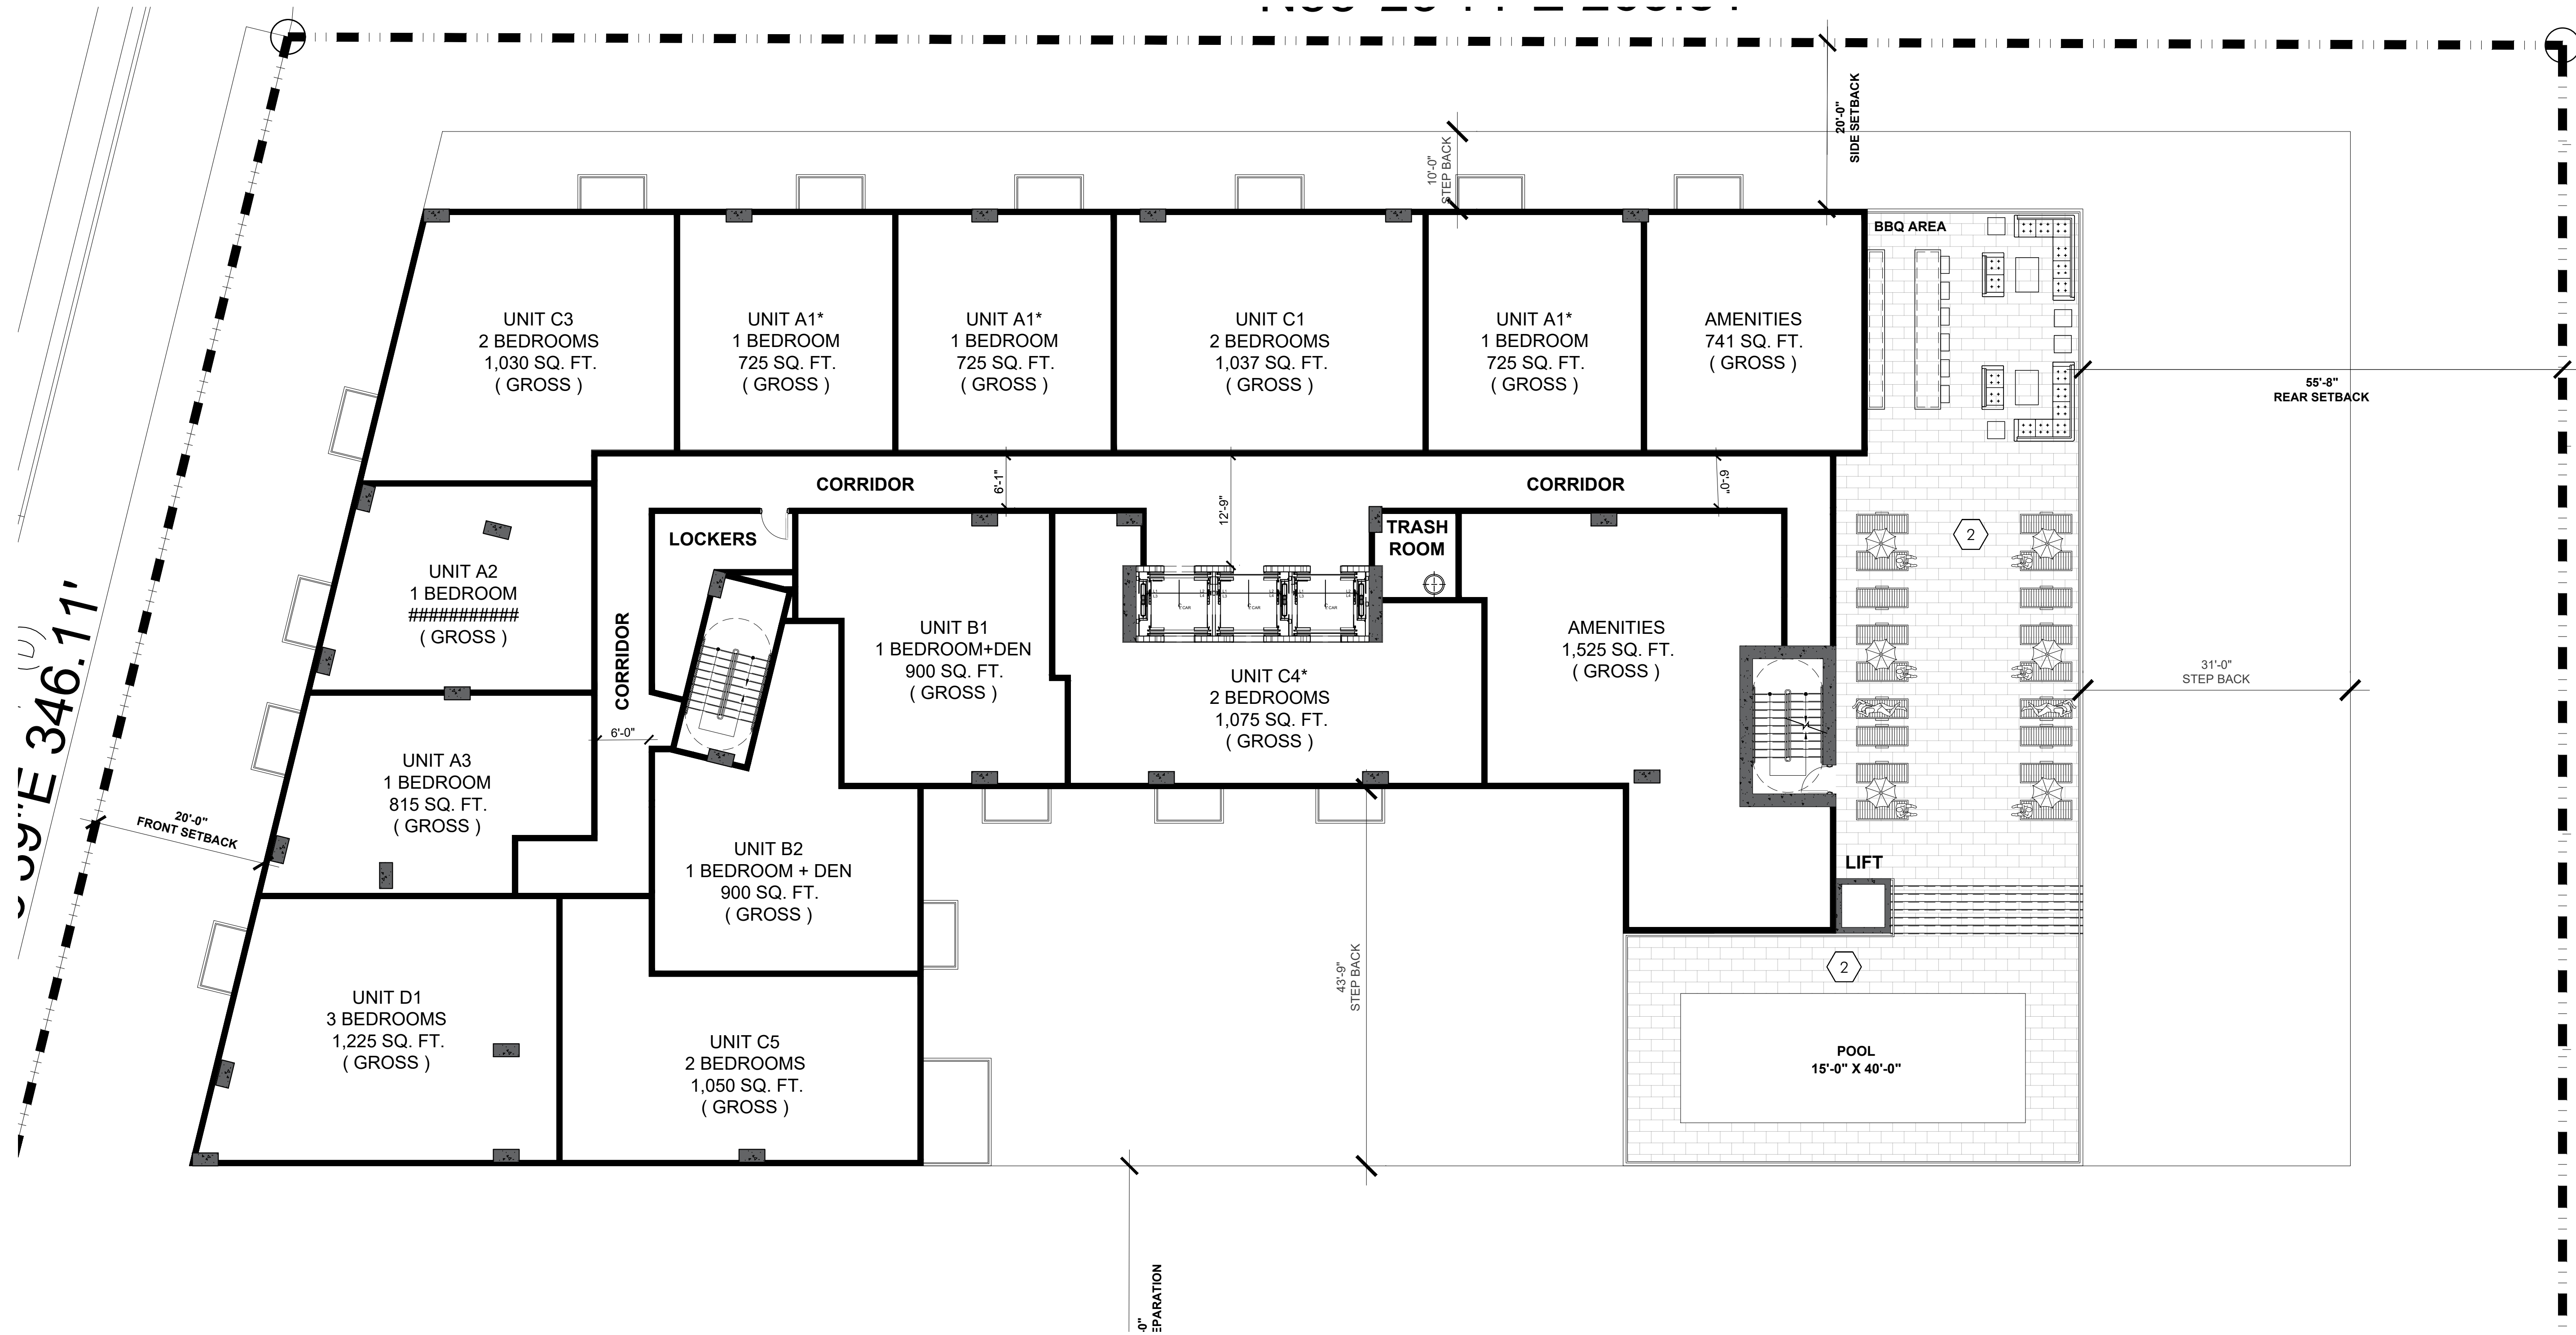 20'-0"
SIDE SETBACK
10'-0"
STEP BACK
BBQ AREA
UNIT C3
2 BEDROOMS
1,030 SQ. FT.
( GROSS )
UNIT A1*
1 BEDROOM
725 SQ. FT.
( GROSS )
UNIT A1*
1 BEDROOM
725 SQ. FT.
( GROSS )
UNIT C1
2 BEDROOMS
1,037 SQ. FT.
( GROSS )
UNIT A1*
1 BEDROOM
725 SQ. FT.
( GROSS )
AMENITIES
741 SQ. FT.
( GROSS )
55'-8"
REAR SETBACK
CORRIDOR
6'-1"
12'-9"
CORRIDOR
6'-0"
LOCKERS
TRASH
ROOM
2
UNIT A2
1 BEDROOM
############
( GROSS )
CORRIDOR
CAR
CAR
CAR
UNIT B1
1 BEDROOM+DEN
900 SQ. FT.
( GROSS )
UNIT C4*
2 BEDROOMS
1,075 SQ. FT.
( GROSS )
AMENITIES
1,525 SQ. FT.
( GROSS )
31'-0"
STEP BACK
E 346.11'
6'-0"
UNIT A3
1 BEDROOM
815 SQ. FT.
( GROSS )
20'-0"
FRONT SETBACK
UNIT B2
1 BEDROOM + DEN
900 SQ. FT.
( GROSS )
LIFT
43'-9"
STEP BACK
2
UNIT D1
3 BEDROOMS
1,225 SQ. FT.
( GROSS )
UNIT C5
2 BEDROOMS
1,050 SQ. FT.
( GROSS )
POOL
15'-0" X 40'-0"
-0"
EPARATION